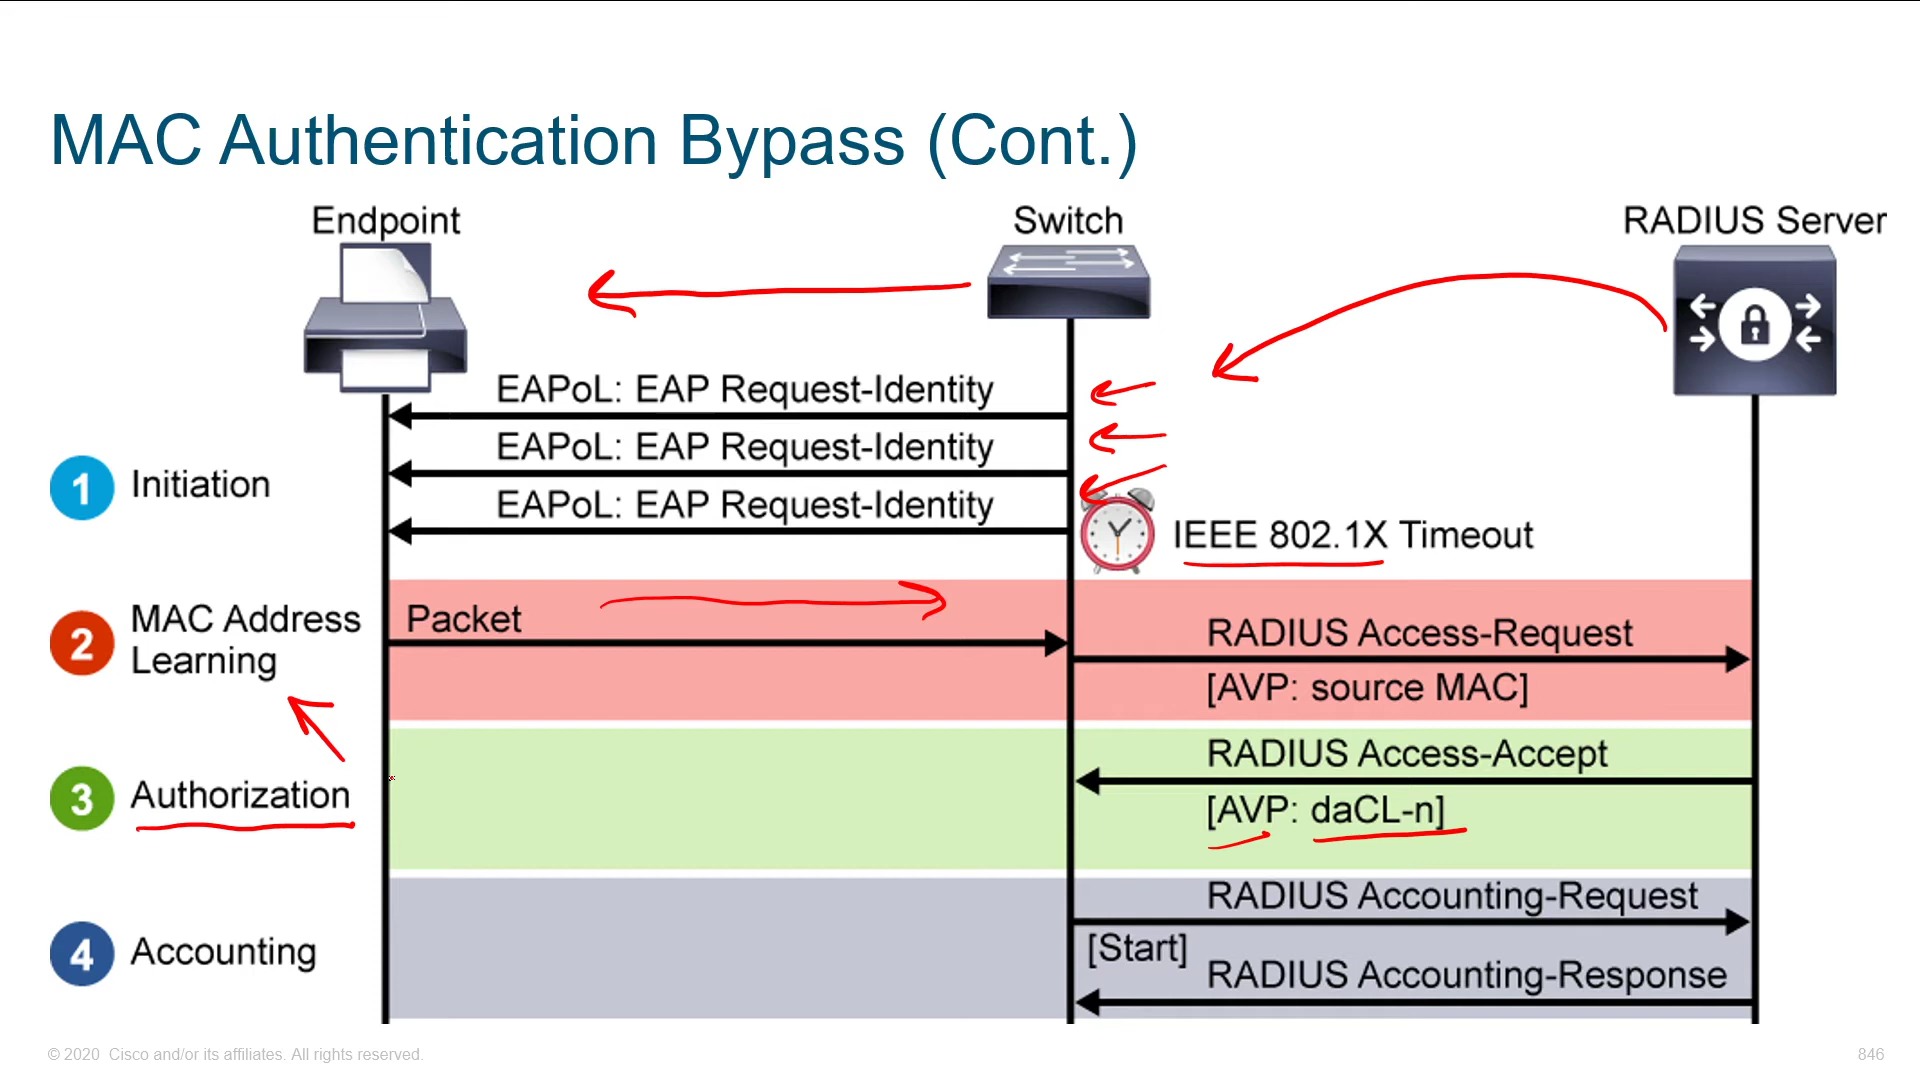 MAC Authentication Bypass (Cont.)
Endpoint
Switch
RADIUS Server
EAPoL: EAP Request-Identity
EAPoL: EAP Request-Identity
1 Initiation
EAPoL: EAP Request-Identity
IEEE 802.1X Timeout
2 MAC Address
Learning
Packet
RADIUS Access-Request
[AVP: source MAC]
3 Authorization
RADIUS Access-Accept
[AVP: daCL-n]
4 Accounting
RADIUS Accounting-Request
[Start]
RADIUS Accounting-Response
© 2020 Cisco and/or its affiliates. All rights reserved.
846